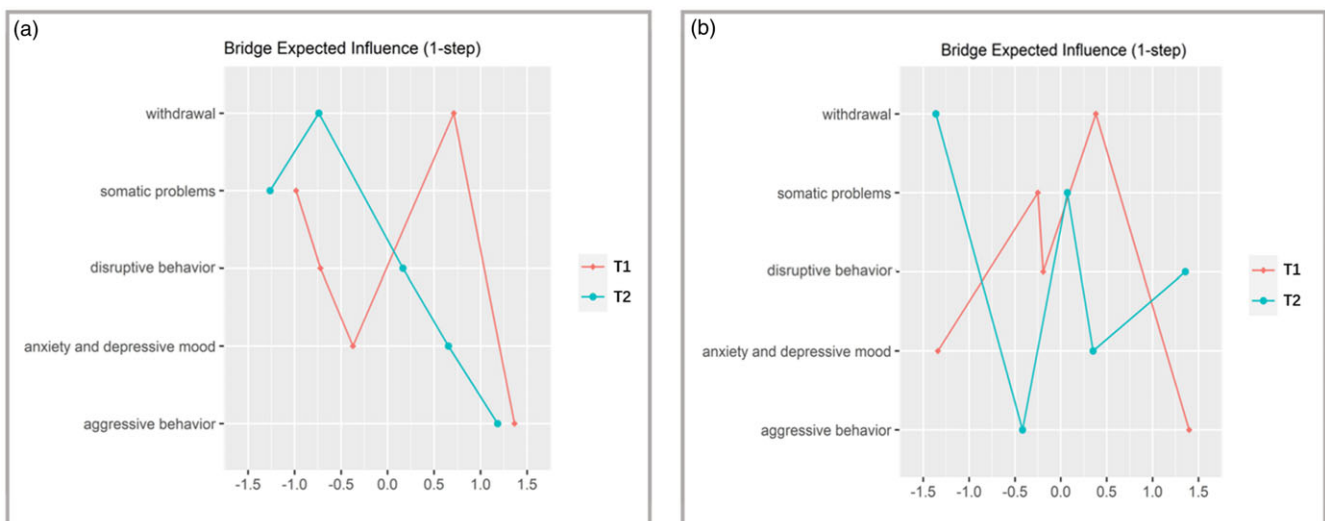 (a)
Bridge Expected Influence (1-step)
withdrawal
somatic problems
disruptive behavior
anxiety and depressive mood
aggressive behavior
-1.5 -1.0 -0.5 0.0 0.5 1.0 1.5
T1
T2
(b)
Bridge Expected Influence (1-step)
withdrawal
somatic problems
disruptive behavior
anxiety and depressive mood
aggressive behavior
-1.5 -1.0 -0.5 0.0 0.5 1.0 1.5
T1
T2